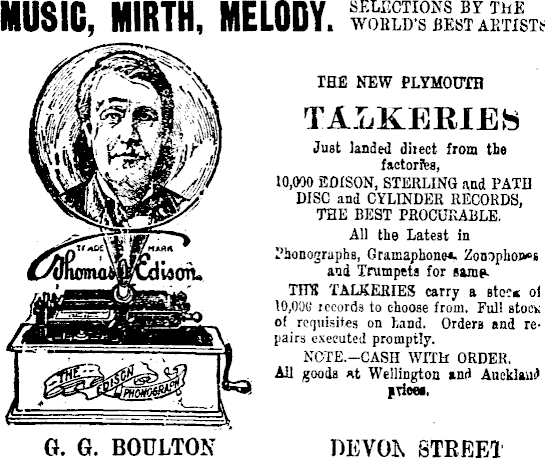 MUSIC, MIRTH, MELODY.
SELECTIONS BY THE
WORLD'S BEST ARTISTS
TRADE MARK
Thomas A Edison
THE EDISON PHONOGRAPH
G. G. BOULTON
THE NEW PLYMOUTH
TALKERIES
Just landed direct from the
factories,
10,000 EDISON, STERLING and PATH
DISC and CYLINDER RECORDS,
THE BEST PROCURABLE.
All the Latest in
Phonographs, Gramaphones, Zonophones
and Trumpets for same.
THE TALKERIES carry a stock of
10,000 records to choose from. Full stock
of requisites on hand. Orders and re-
pairs executed promptly.
NOTE.—CASH WITH ORDER.
All goods at Wellington and Auckland
prices.
DEVON STREET